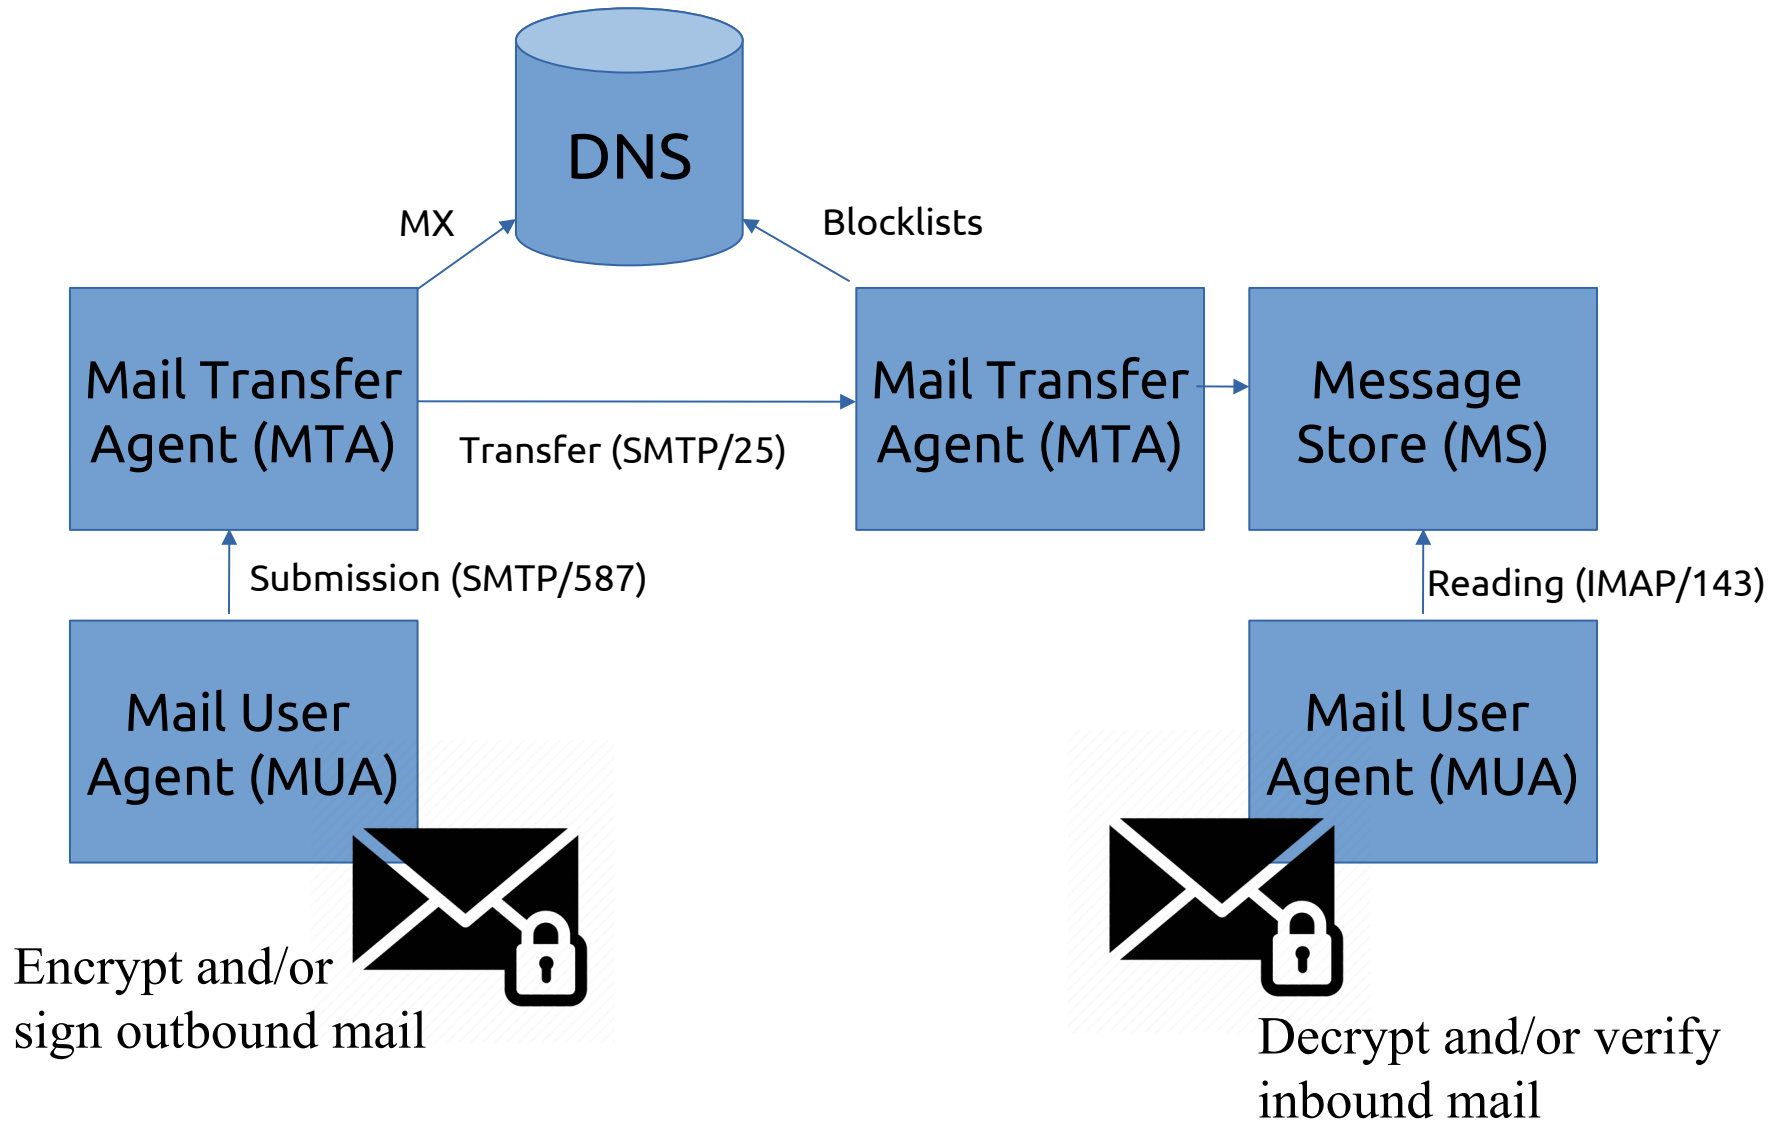 DNS
MX
Blocklists
Mail Transfer
Agent (MTA)
Transfer (SMTP/25)
Mail Transfer
Agent (MTA)
Message
Store (MS)
Submission (SMTP/587)
Reading (IMAP/143)
Mail User
Agent (MUA)
Mail User
Agent (MUA)
Encrypt and/or
sign outbound mail
Decrypt and/or verify
inbound mail